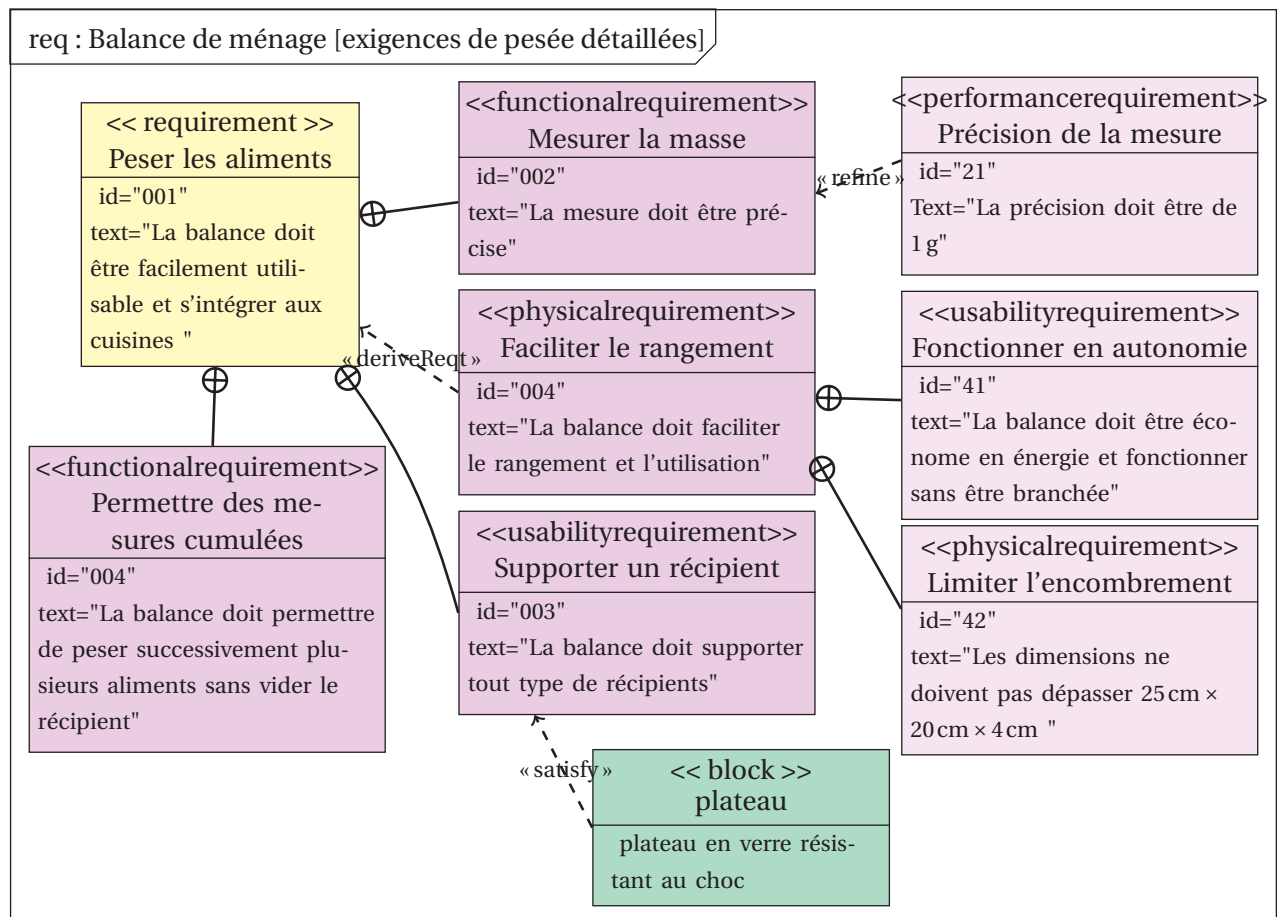 req : Balance de ménage [exigences de pesée détaillées]
<< requirement >>
Peser les aliments
id="001"
text="La balance doit
être facilement utili-
sable et s'intégrer aux
cuisines "
<<functionalrequirement>>
Mesurer la masse
id="002"
text="La mesure doit être pré-
cise"
<<performancerequirement>>
Précision de la mesure
id="21"
Text="La précision doit être de
1 g"
« refine »
<<physicalrequirement>>
Faciliter le rangement
id="004"
text="La balance doit faciliter
le rangement et l'utilisation"
« deriveReqt »
<<usabilityrequirement>>
Fonctionner en autonomie
id="41"
text="La balance doit être éco-
nome en énergie et fonctionner
sans être branchée"
<<functionalrequirement>>
Permettre des me-
sures cumulées
id="004"
text="La balance doit permettre
de peser successivement plu-
sieurs aliments sans vider le
récipient"
<<usabilityrequirement>>
Supporter un récipient
id="003"
text="La balance doit supporter
tout type de récipients"
<<physicalrequirement>>
Limiter l'encombrement
id="42"
text="Les dimensions ne
doivent pas dépasser 25 cm ×
20 cm × 4 cm "
« satisfy »
<< block >>
plateau
plateau en verre résis-
tant au choc